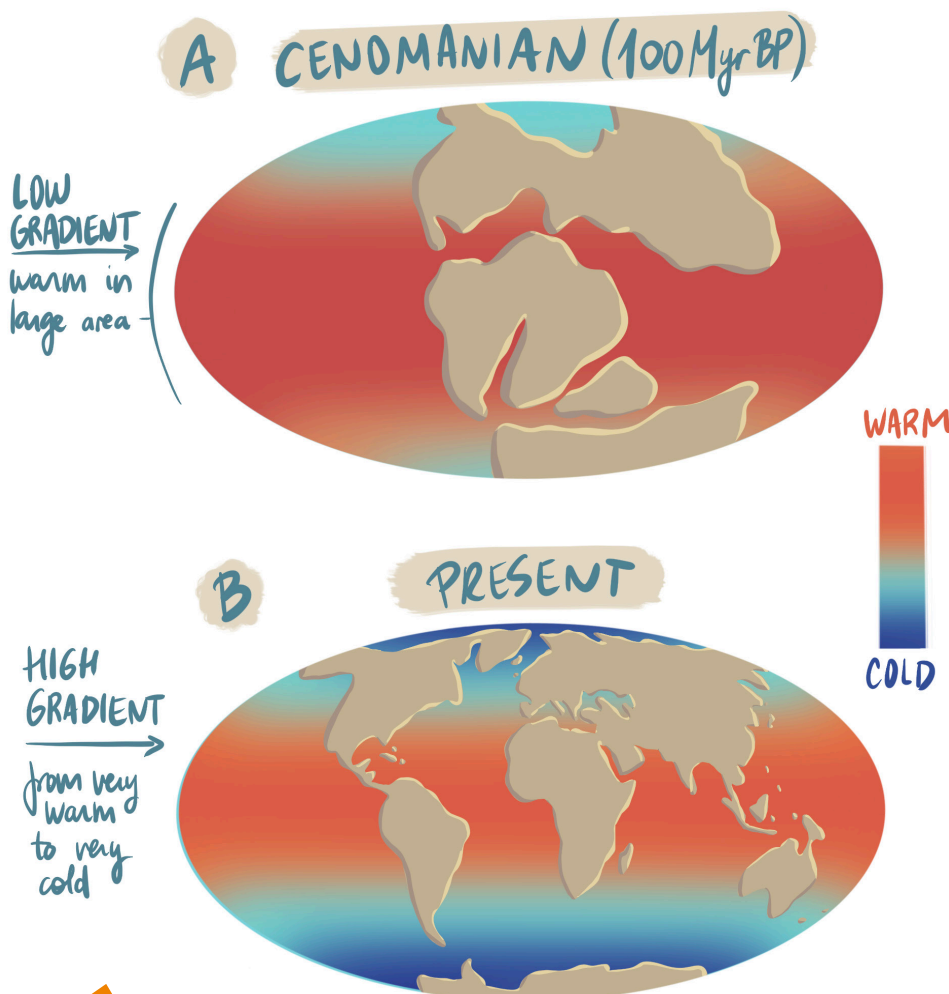 A CENOMANIAN (100 Myr BP)
LOW
GRADIENT
warm in
large area
WARM
COLD
B PRESENT
HIGH
GRADIENT
from very
warm
to very
cold